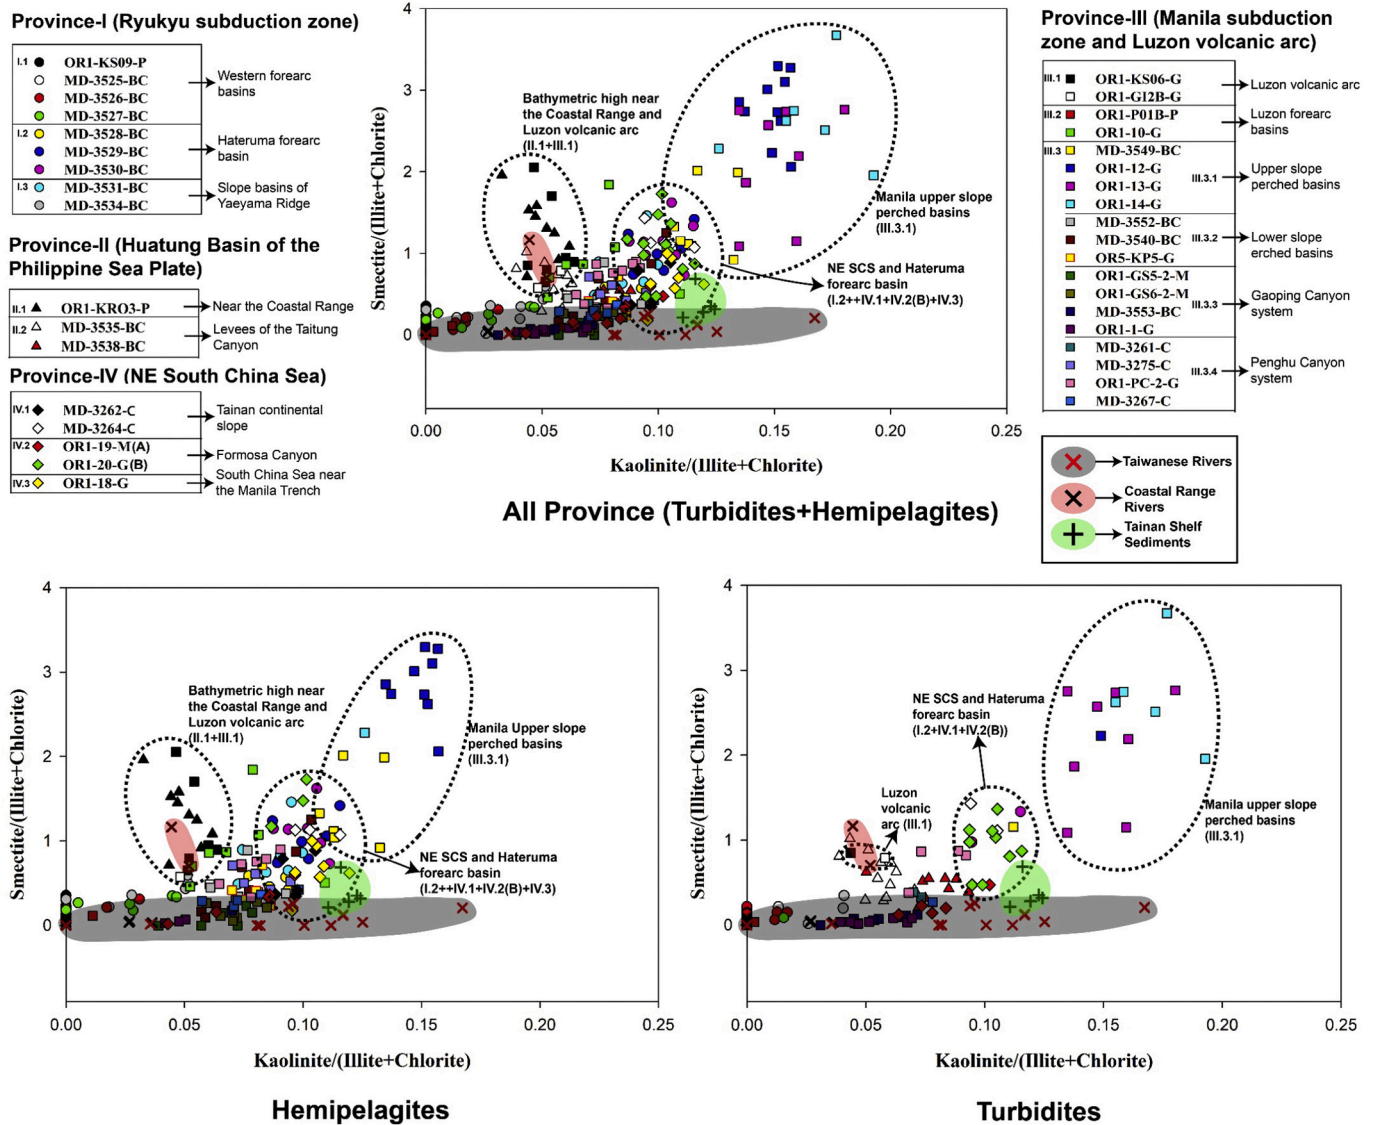 Province-I (Ryukyu subduction zone)
I.1 OR1-KS09-P
MD-3525-BC
MD-3526-BC
MD-3527-BC
Western forearc
basins
I.2 MD-3528-BC
MD-3529-BC
MD-3530-BC
Hateruma forearc
basin
I.3 MD-3531-BC
MD-3534-BC
Slope basins of
Yaeyama Ridge
Province-II (Huatung Basin of the
Philippine Sea Plate)
II.1 OR1-KRO3-P
Near the Coastal Range
II.2 MD-3535-BC
MD-3538-BC
Levees of the Taitung
Canyon
Province-IV (NE South China Sea)
IV.1 MD-3262-C
MD-3264-C
Tainan continental
slope
IV.2 OR1-19-M(A)
OR1-20-G(B)
Formosa Canyon
IV.3 OR1-18-G
South China Sea near
the Manila Trench
4
3
2
1
0
Smectite/(Illite+Chlorite)
Bathymetric high near
the Coastal Range and
Luzon volcanic arc
(II.1+III.1)
Manila upper slope
perched basins
(III.3.1)
NE SCS and Hateruma
forearc basin
(I.2++IV.1+IV.2(B)+IV.3)
0.00 0.05 0.10 0.15 0.20 0.25
Kaolinite/(Illite+Chlorite)
All Province (Turbidites+Hemipelagites)
Province-III (Manila subduction
zone and Luzon volcanic arc)
III.1 OR1-KS06-G
OR1-GI2B-G
Luzon volcanic arc
III.2 OR1-P01B-P
OR1-10-G
Luzon forearc
basins
III.3 MD-3549-BC
OR1-12-G
OR1-13-G
OR1-14-G
III.3.1
Upper slope
perched basins
MD-3552-BC
MD-3540-BC
OR5-KP5-G
III.3.2
Lower slope
erched basins
OR1-GS5-2-M
OR1-GS6-2-M
MD-3553-BC
OR1-1-G
III.3.3
Gaoping Canyon
system
MD-3261-C
MD-3275-C
OR1-PC-2-G
MD-3267-C
III.3.4
Penghu Canyon
system
Taiwanese Rivers
Coastal Range
Rivers
Tainan Shelf
Sediments
4
3
2
1
0
Smectite/(Illite+Chlorite)
Bathymetric high near
the Coastal Range and
Luzon volcanic arc
(II.1+III.1)
Manila Upper slope
perched basins
(III.3.1)
NE SCS and Hateruma
forearc basin
(I.2++IV.1+IV.2(B)+IV.3)
0.00 0.05 0.10 0.15 0.20 0.25
Kaolinite/(Illite+Chlorite)
Hemipelagites
4
3
2
1
0
Smectite/(Illite+Chlorite)
NE SCS and Hateruma
forearc basin
(I.2+IV.1+IV.2(B))
Luzon
volcanic
arc (III.1)
Manila upper slope
perched basins
(III.3.1)
0.00 0.05 0.10 0.15 0.20 0.25
Kaolinite/(Illite+Chlorite)
Turbidites